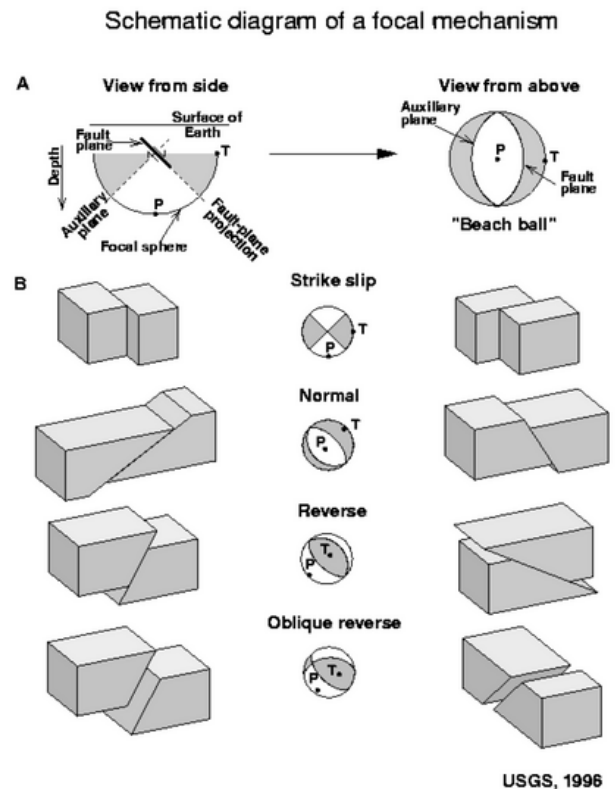 Schematic diagram of a focal mechanism
A
View from side
View from above
Fault
plane
Surface of
Earth
T
Depth
P
Auxiliary
plane
Focal sphere
Fault-plane
projection
Auxiliary
plane
P
T
Fault
plane
"Beach ball"
B
Strike slip
T
P
Normal
T
P
Reverse
T
P
Oblique reverse
P
T
USGS, 1996